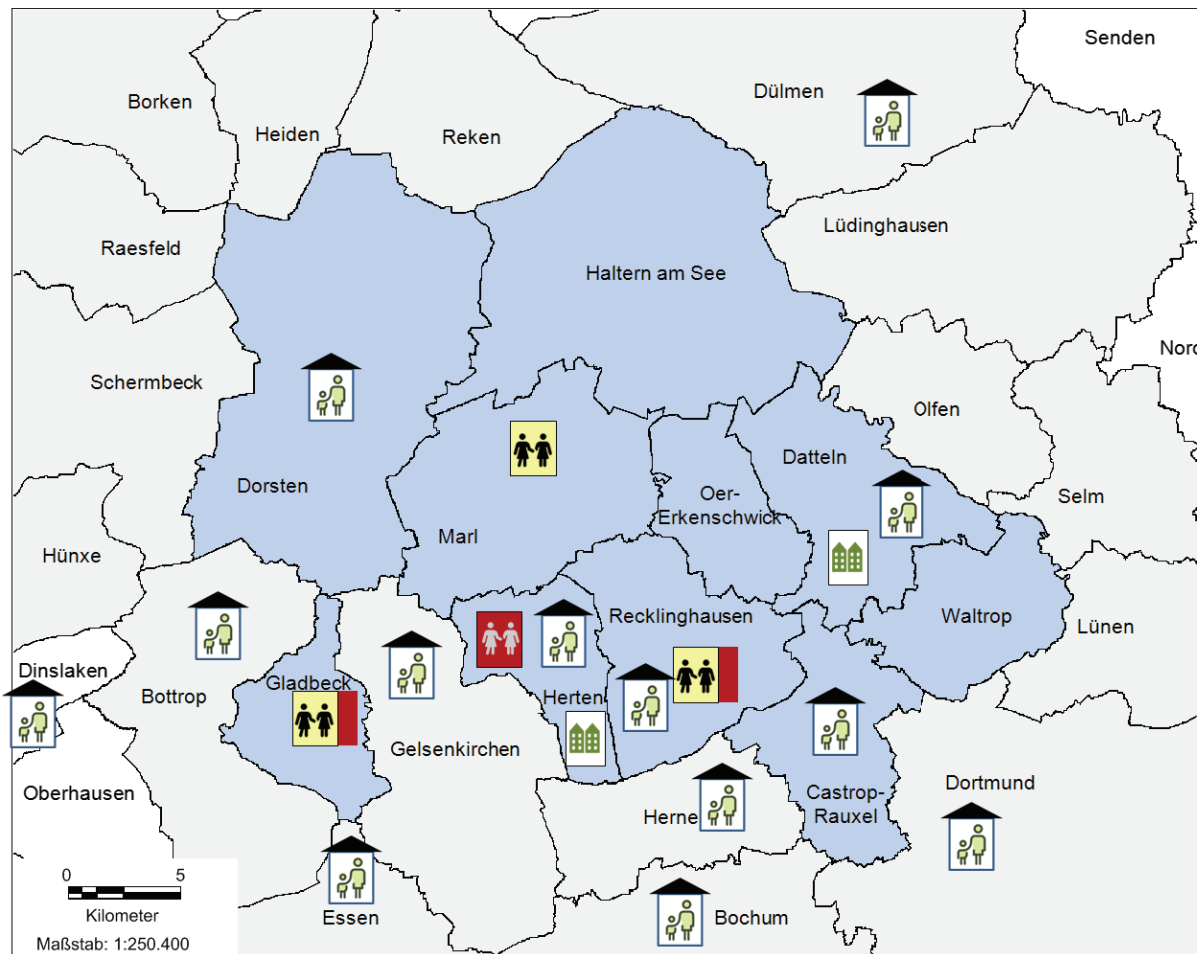 Senden
Dülmen
Borken
Heiden
Reken
Lüdinghausen
Raesfeld
Haltern am See
Nord
Schermbeck
Olfen
Datteln
Dorsten
Oer-
Erkenschwick
Selm
Marl
Hünxe
Recklinghausen
Waltrop
Lünen
Dinslaken
Gladbeck
Bottrop
Herten
Gelsenkirchen
Dortmund
Oberhausen
Castrop-
Rauxel
Herne
0 5
Kilometer
Essen
Bochum
Maßstab: 1:250.400